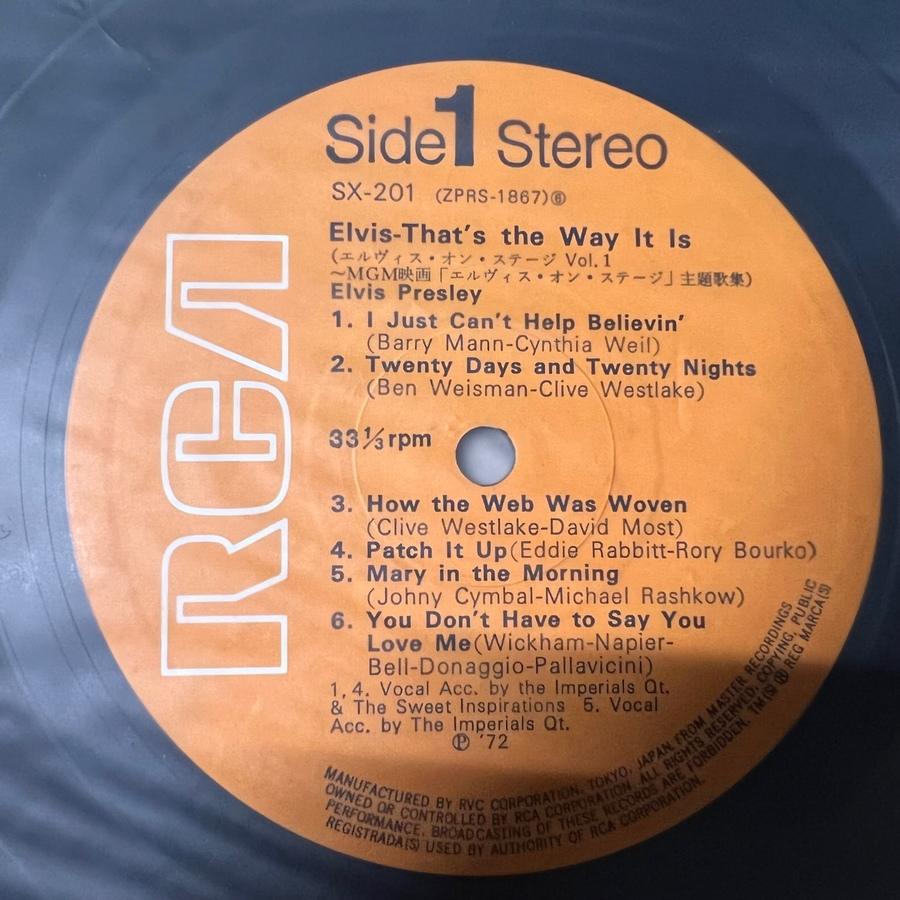 Side 1 Stereo
SX-201 (ZPRS-1867)⑥
Elvis-That's the Way It Is
(エルヴィス・オン・ステージ Vol.1
〜MGM映画「エルヴィス・オン・ステージ」主題歌集)
Elvis Presley
1. I Just Can't Help Believin'
(Barry Mann-Cynthia Weil)
2. Twenty Days and Twenty Nights
(Ben Weisman-Clive Westlake)
33⅓rpm
3. How the Web Was Woven
(Clive Westlake-David Most)
4. Patch It Up(Eddie Rabbitt-Rory Bourko)
5. Mary in the Morning
(Johny Cymbal-Michael Rashkow)
6. You Don't Have to Say You
Love Me(Wickham-Napier-
Bell-Donaggio-Pallavicini)
1,4. Vocal Acc. by the Imperials Qt.
& The Sweet Inspirations 5. Vocal
Acc. by The Imperials Qt.
Ⓟ '72
RCA
MANUFACTURED BY RVC CORPORATION, TOKYO, JAPAN. FROM MASTER RECORDINGS
OWNED OR CONTROLLED BY RCA CORPORATION. ALL RIGHTS RESERVED, COPYING, PUBLIC
PERFORMANCE, BROADCASTING OF THESE RECORDS ARE FORBIDDEN. TM(S) ® REG MARCA(S)
REGISTRADA(S) USED BY AUTHORITY OF RCA CORPORATION.